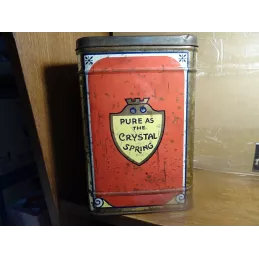 PURE AS
THE
CRYSTAL
SPRING